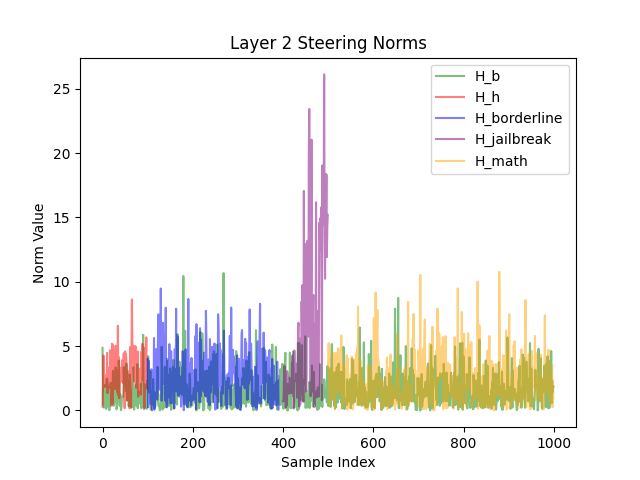 Layer 2 Steering Norms
H_b
H_h
H_borderline
H_jailbreak
H_math
Norm Value
25
20
15
10
5
0
0 200 400 600 800 1000
Sample Index